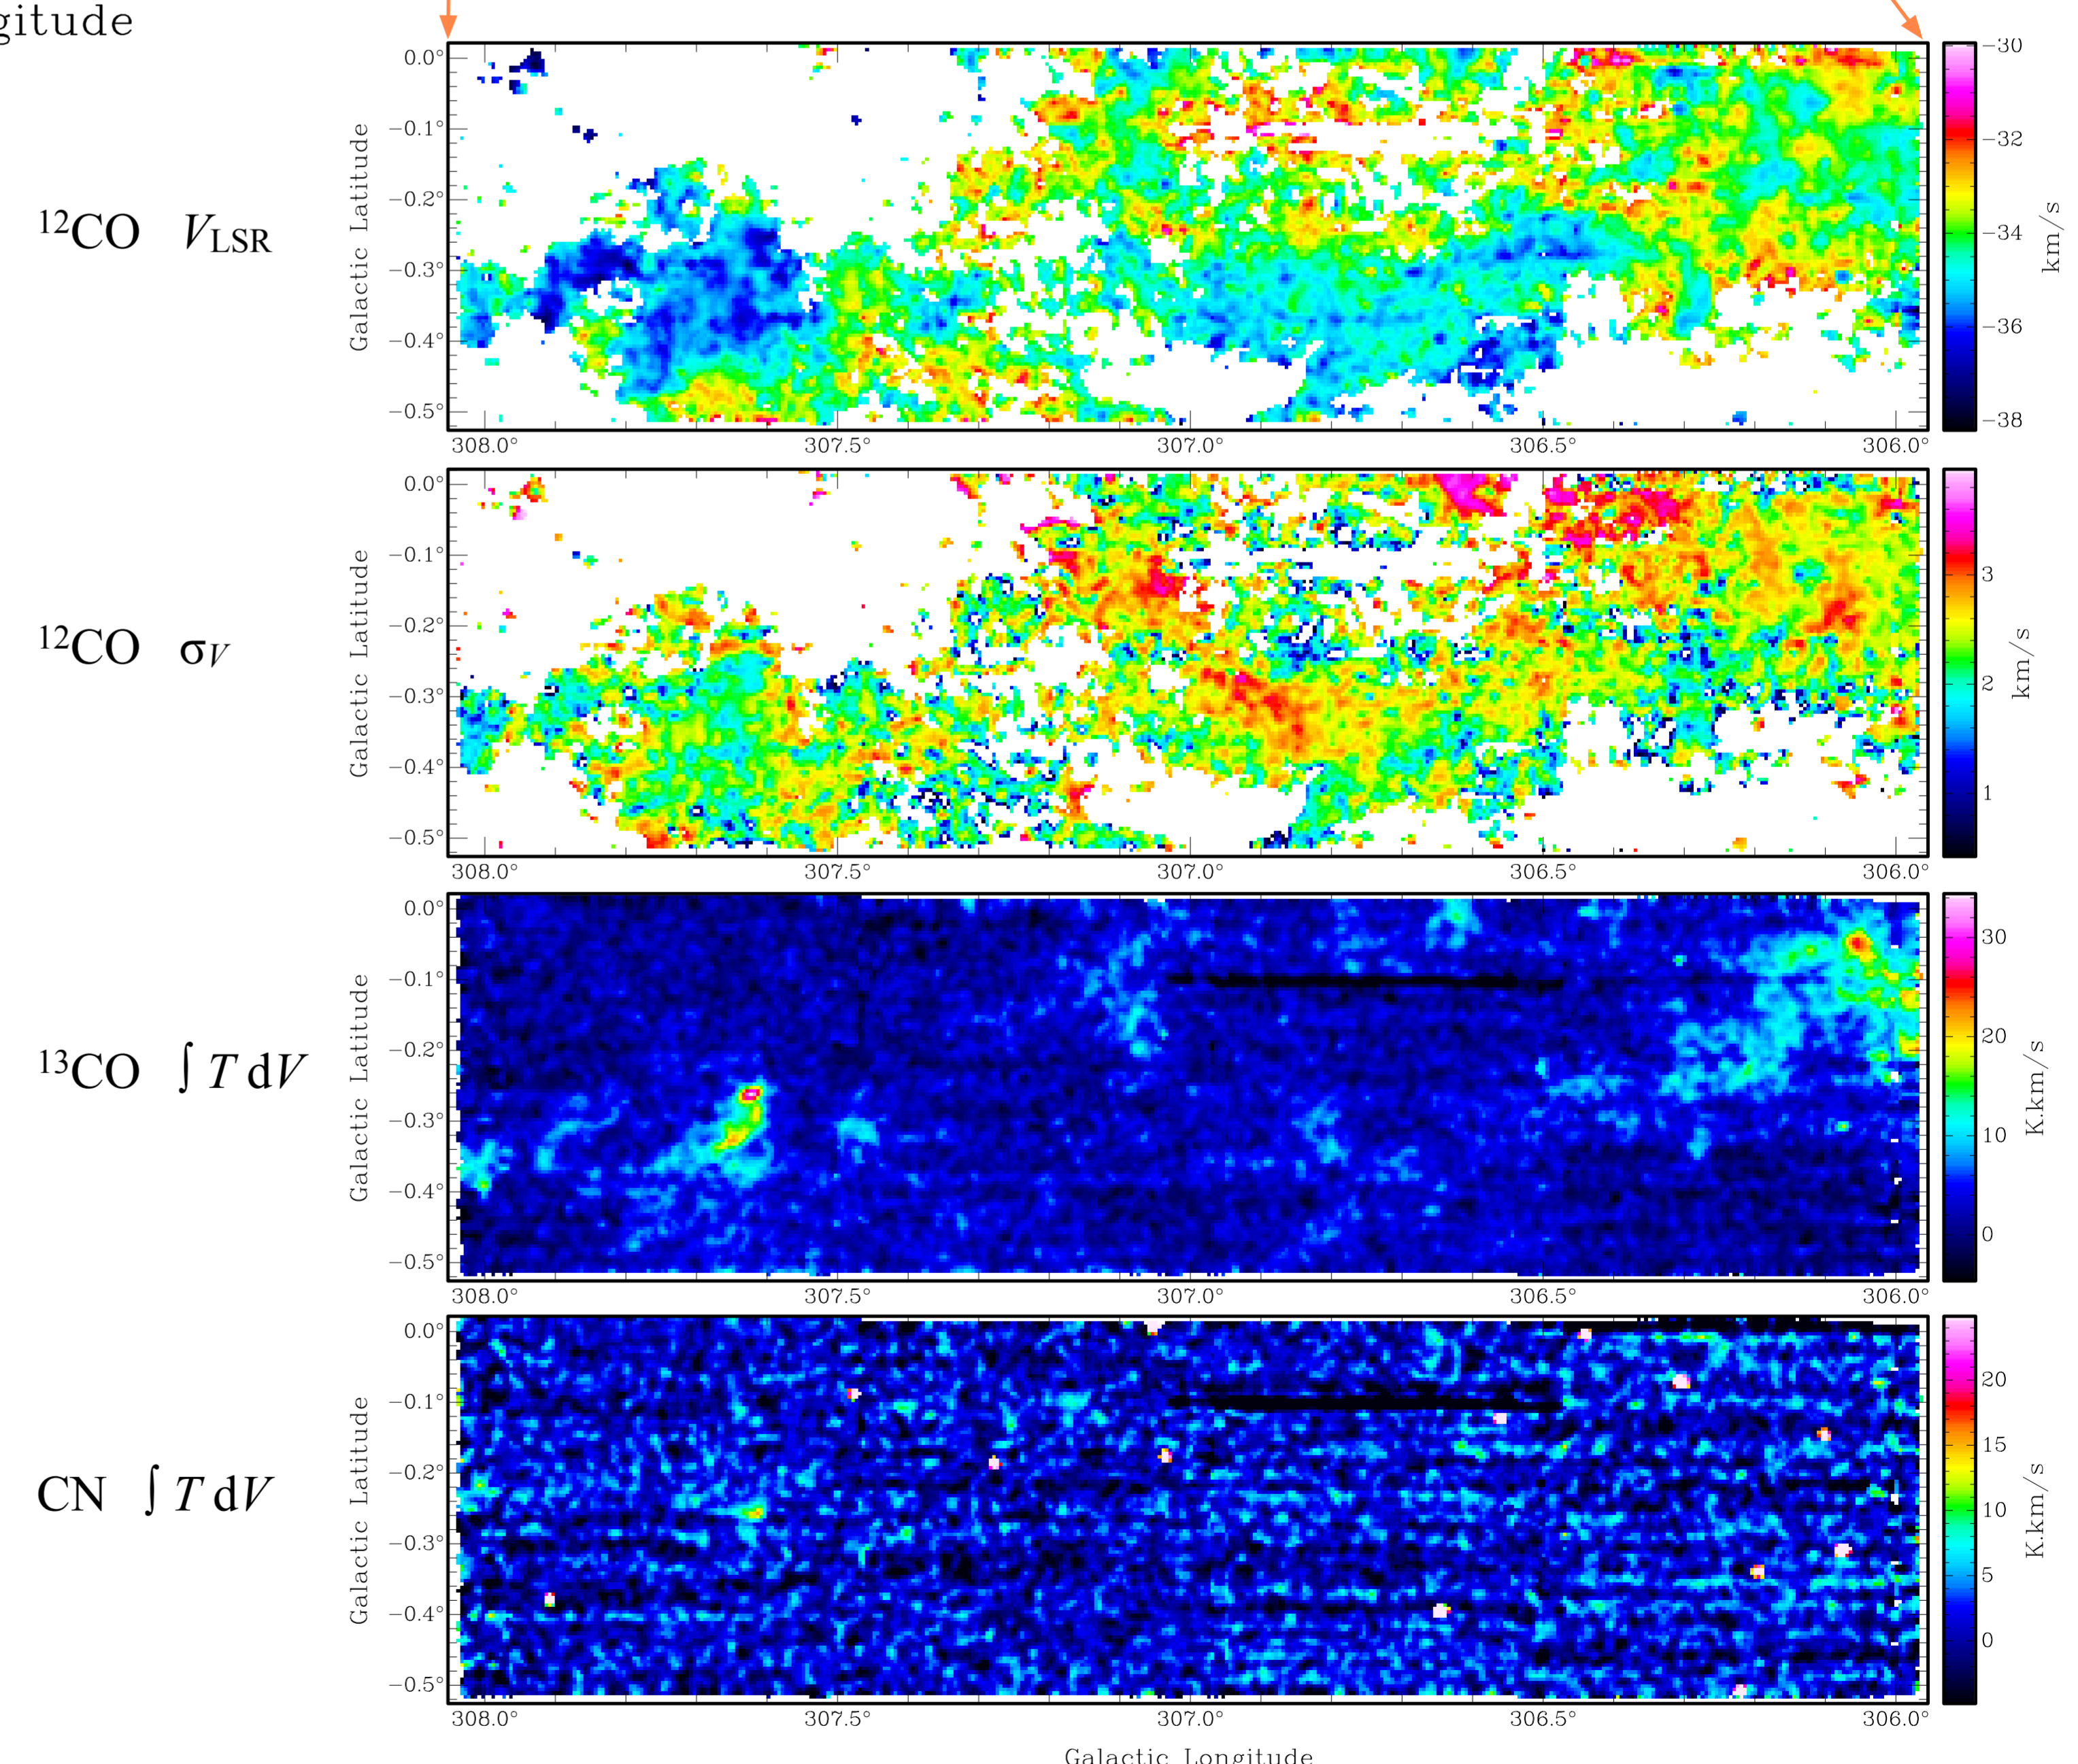 gitude
¹²CO V_LSR
Galactic Latitude
0.0°
−0.1°
−0.2°
−0.3°
−0.4°
−0.5°
308.0° 307.5° 307.0° 306.5° 306.0°
−30
−32
−34
−36
−38
km/s
¹²CO σ_V
Galactic Latitude
0.0°
−0.1°
−0.2°
−0.3°
−0.4°
−0.5°
308.0° 307.5° 307.0° 306.5° 306.0°
3
2
1
km/s
¹³CO ∫ T dV
Galactic Latitude
0.0°
−0.1°
−0.2°
−0.3°
−0.4°
−0.5°
308.0° 307.5° 307.0° 306.5° 306.0°
30
20
10
0
K.km/s
CN ∫ T dV
Galactic Latitude
0.0°
−0.1°
−0.2°
−0.3°
−0.4°
−0.5°
308.0° 307.5° 307.0° 306.5° 306.0°
20
15
10
5
0
K.km/s
Galactic Longitude